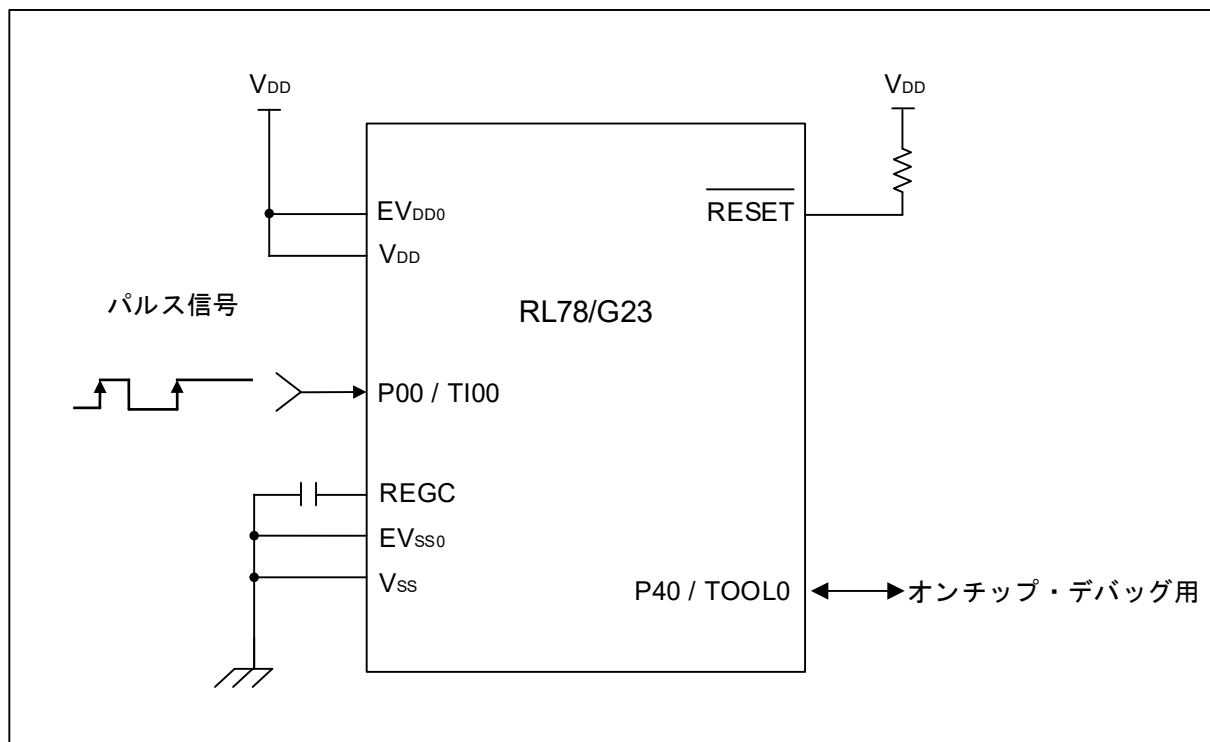 VDD
VDD
EVDD0
RESET
VDD
パルス信号
RL78/G23
P00 / TI00
REGC
EVSS0
VSS
P40 / TOOL0
オンチップ・デバッグ用